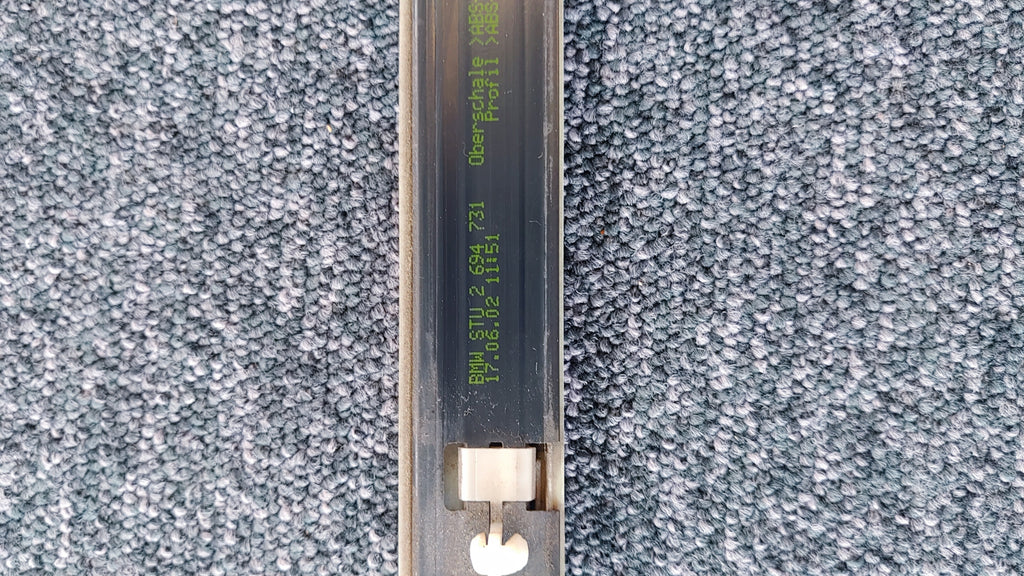 BMW STU 2 694 731 Oberschale >ABS
17.06.02 11:51 Profil >ABS